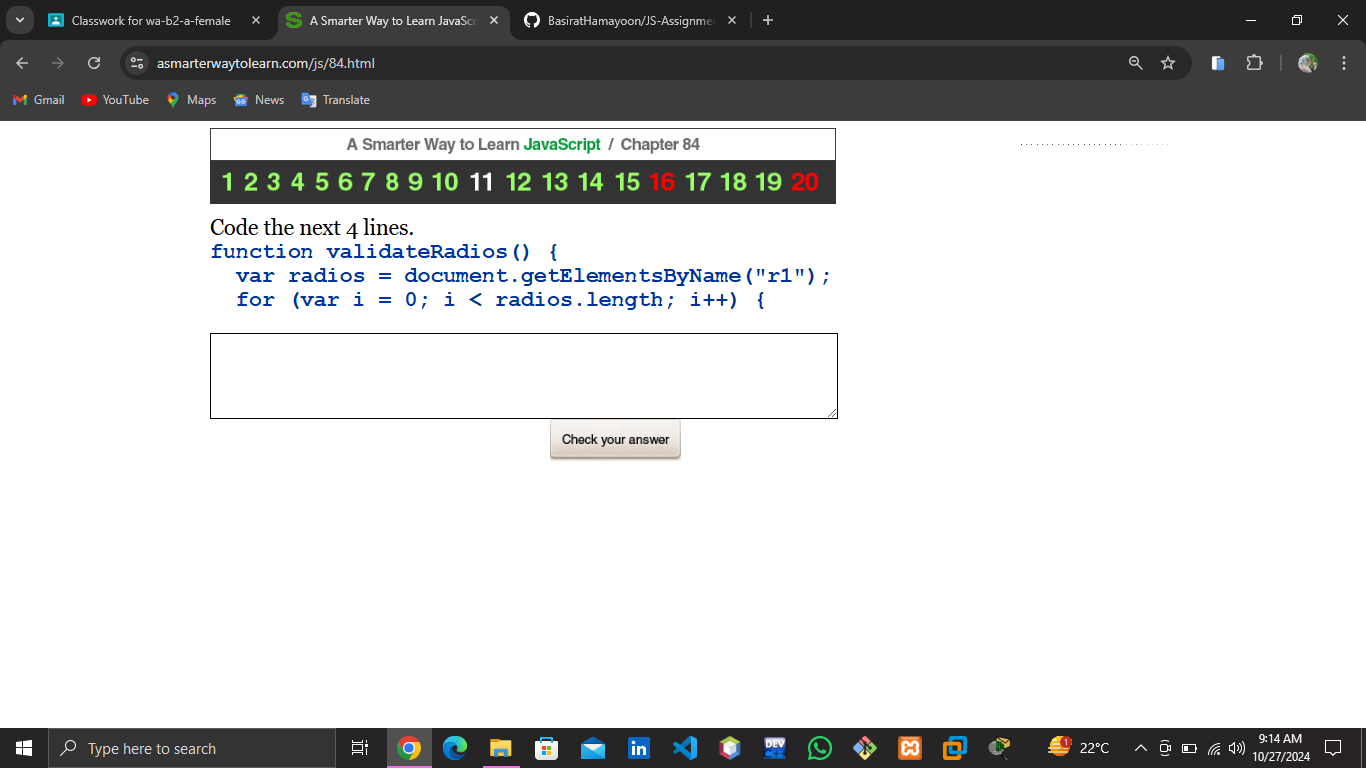 Classwork for wa-b2-a-female
A Smarter Way to Learn JavaSc
BasiratHamayoon/JS-Assignme
asmarterwaytolearn.com/js/84.html
Gmail YouTube Maps News Translate
A Smarter Way to Learn JavaScript / Chapter 84
1 2 3 4 5 6 7 8 9 10 11 12 13 14 15 16 17 18 19 20
Code the next 4 lines.
function validateRadios() {
var radios = document.getElementsByName("r1");
for (var i = 0; i < radios.length; i++) {
Check your answer
Type here to search
in
DEV
1
22°C
9:14 AM
10/27/2024